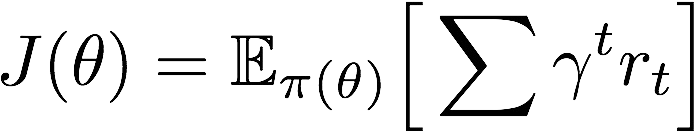 J(θ) = 𝔼_{π(θ)} [ ∑ γ^t r_t ]